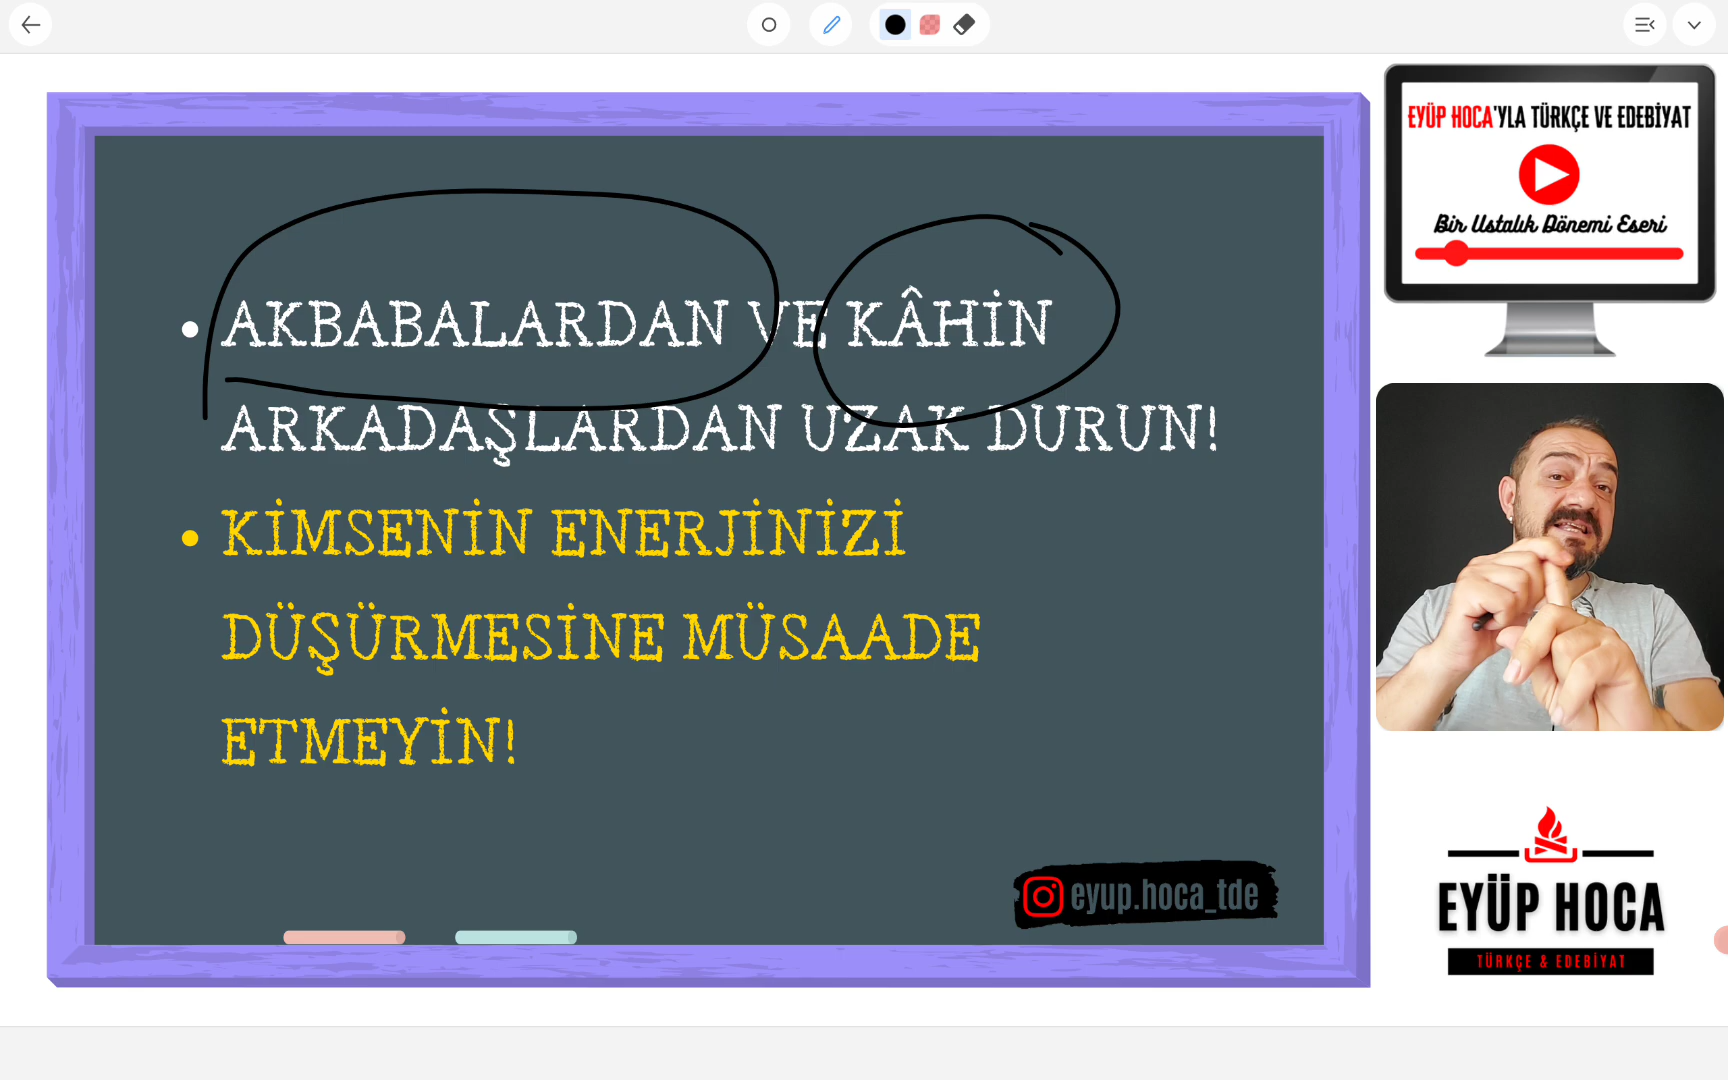 EYÜP HOCA'YLA TÜRKÇE VE EDEBİYAT
Bir Ustalık Dönemi Eseri
• AKBABALARDAN VE KÂHİN
ARKADAŞLARDAN UZAK DURUN!
• KİMSENİN ENERJİNİZİ
DÜŞÜRMESİNE MÜSAADE
ETMEYİN!
eyup.hoca_tde
EYÜP HOCA
TÜRKÇE & EDEBİYAT